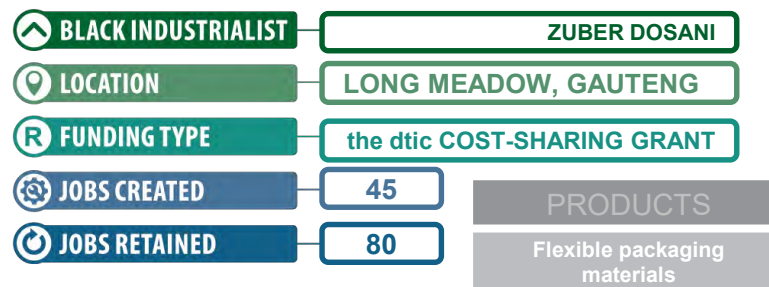 BLACK INDUSTRIALIST ZUBER DOSANI
LOCATION LONG MEADOW, GAUTENG
R FUNDING TYPE the dtic COST-SHARING GRANT
JOBS CREATED 45
PRODUCTS
JOBS RETAINED 80
Flexible packaging
materials